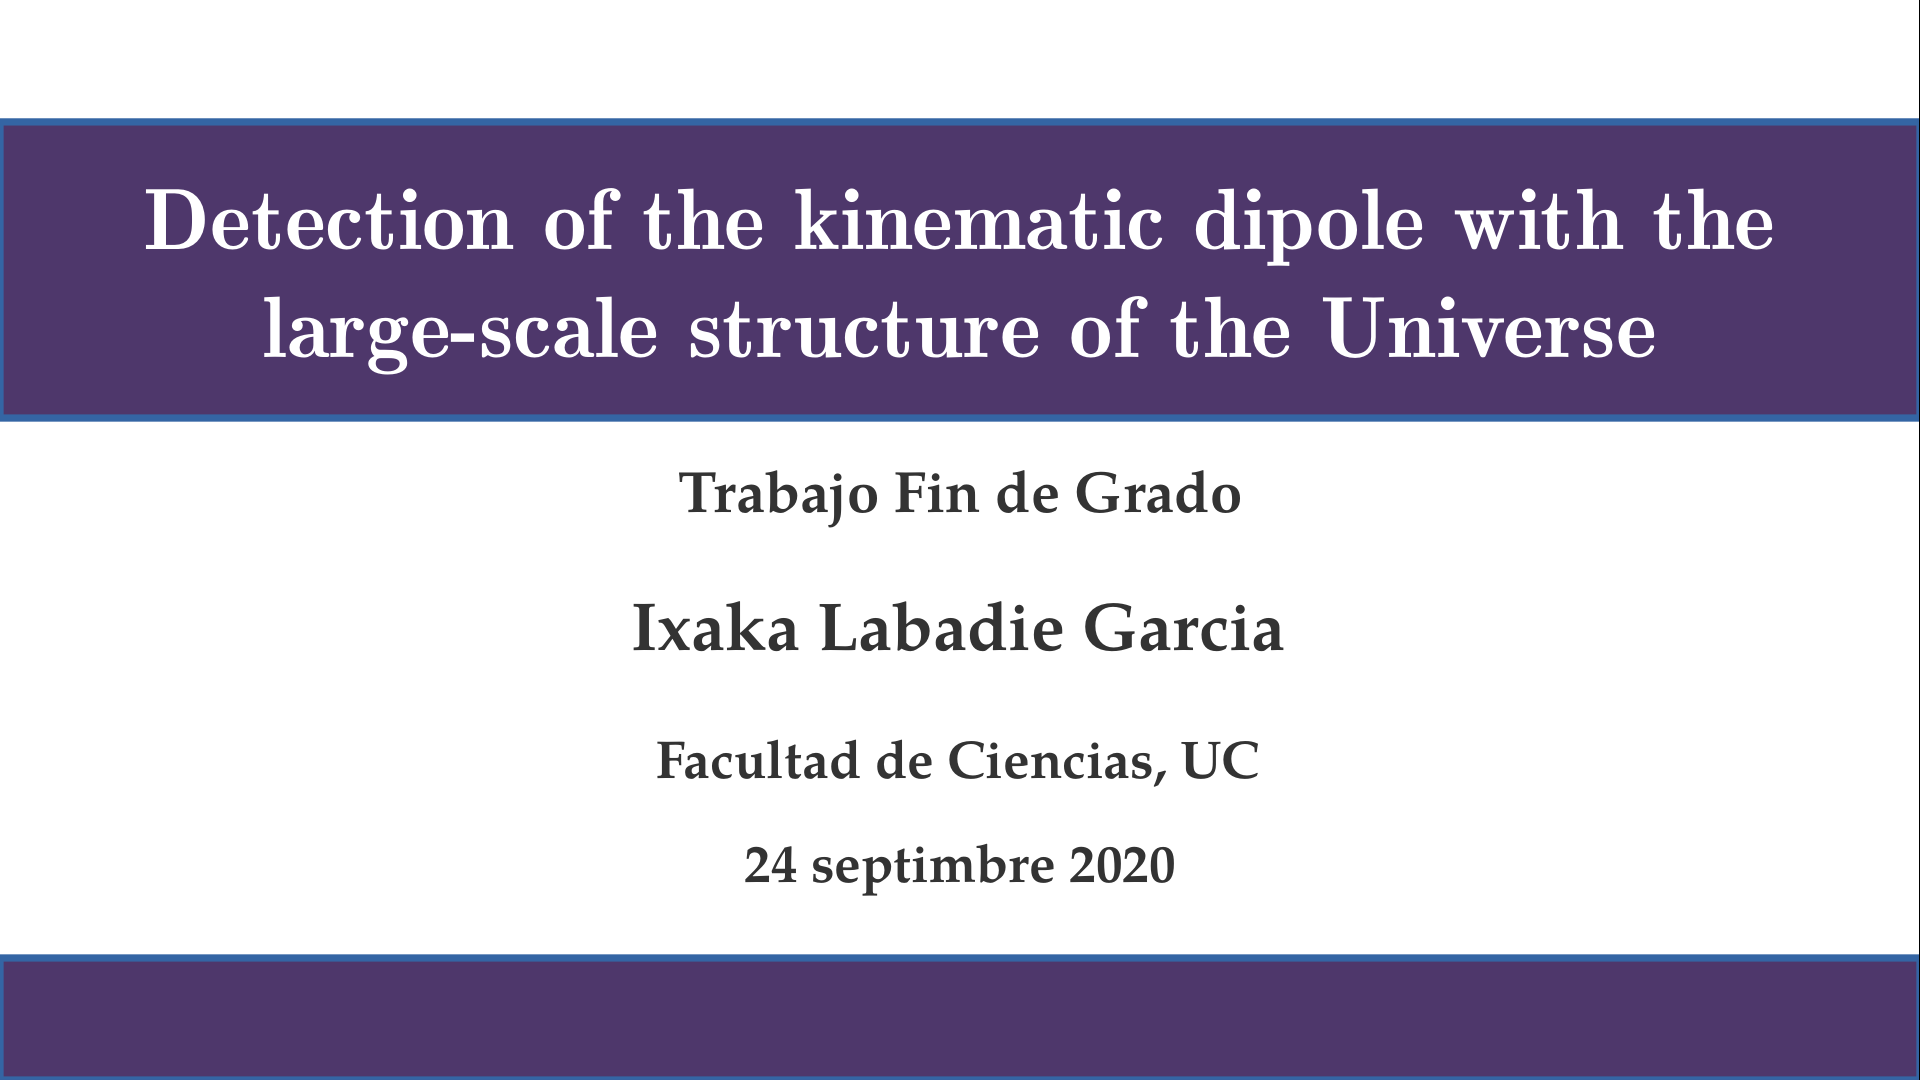 Detection of the kinematic dipole with the
large-scale structure of the Universe
Trabajo Fin de Grado
Ixaka Labadie Garcia
Facultad de Ciencias, UC
24 septimbre 2020